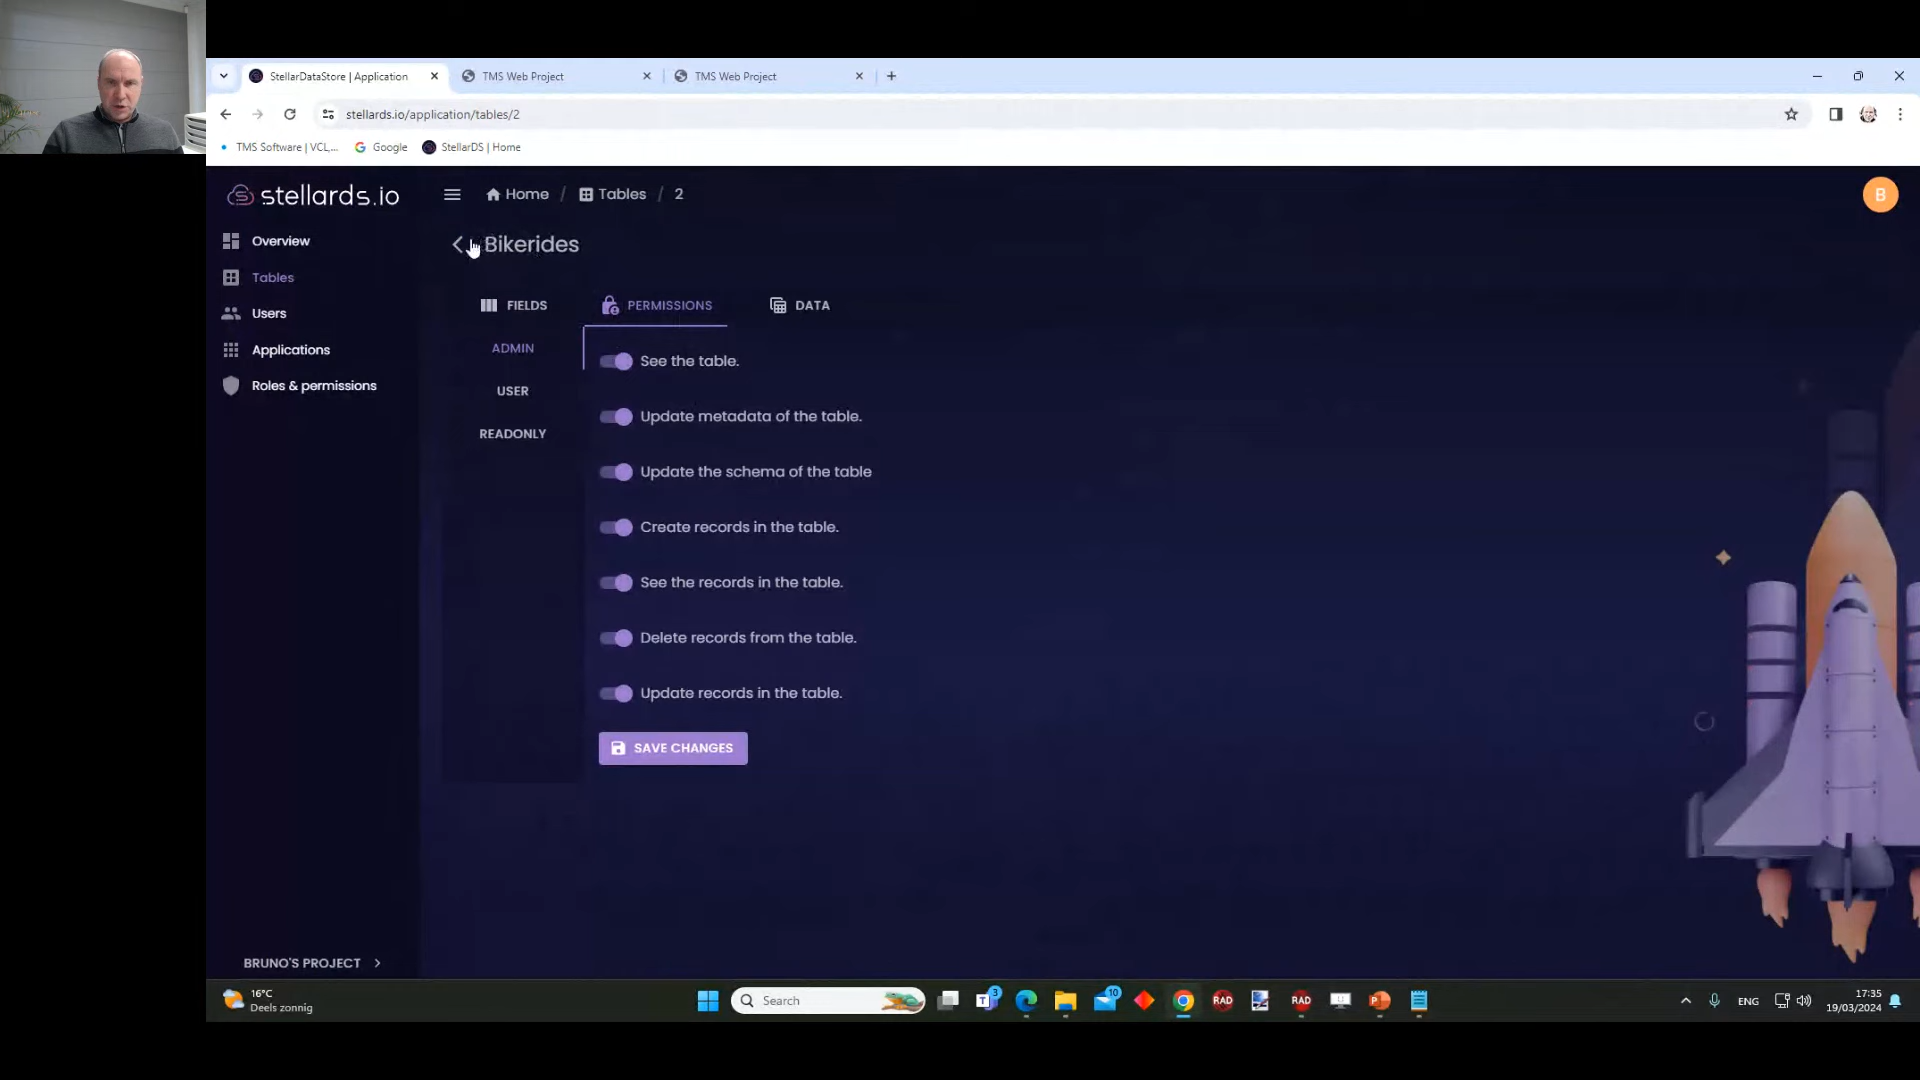 StellarDataStore | Application
TMS Web Project
TMS Web Project
stellards.io/application/tables/2
TMS Software | VCL,...
Google
StellarDS | Home
stellards.io
Home / Tables / 2
B
Overview
Tables
Users
Applications
Roles & permissions
Bikerides
FIELDS
PERMISSIONS
DATA
ADMIN
USER
READONLY
See the table.
Update metadata of the table.
Update the schema of the table
Create records in the table.
See the records in the table.
Delete records from the table.
Update records in the table.
SAVE CHANGES
BRUNO'S PROJECT
16°C
Deels zonnig
Search
3
10
RAD
RAD
ENG
17:35
19/03/2024